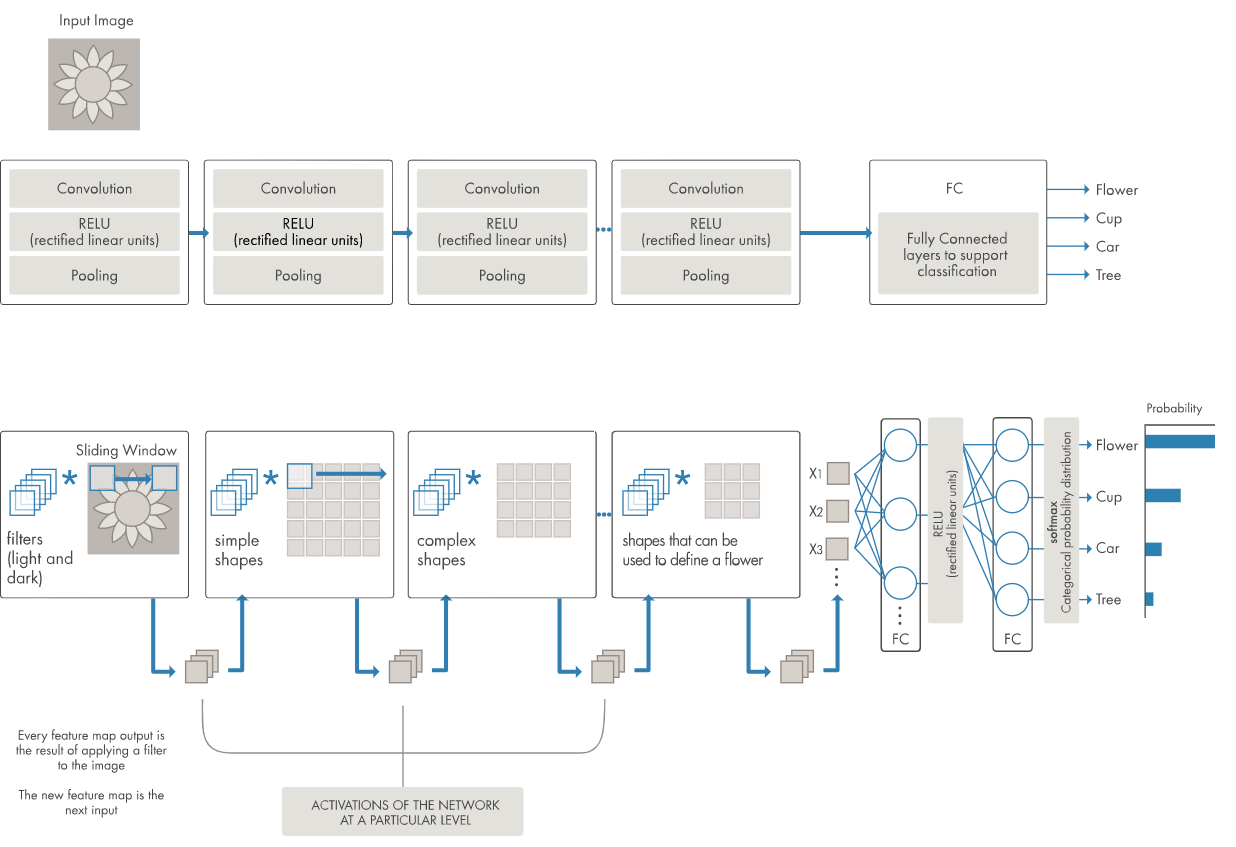 Input Image
Convolution
RELU
(rectified linear units)
Pooling
Convolution
RELU
(rectified linear units)
Pooling
Convolution
RELU
(rectified linear units)
Pooling
Convolution
RELU
(rectified linear units)
Pooling
FC
Fully Connected
layers to support
classification
Flower
Cup
Car
Tree
Sliding Window
*
filters
(light and
dark)
*
simple
shapes
*
complex
shapes
*
shapes that can be
used to define a flower
X1
X2
X3
FC
RELU
(rectified linear units)
FC
softmax
Categorical probability distribution
Probability
Flower
Cup
Car
Tree
Every feature map output is
the result of applying a filter
to the image
The new feature map is the
next input
ACTIVATIONS OF THE NETWORK
AT A PARTICULAR LEVEL